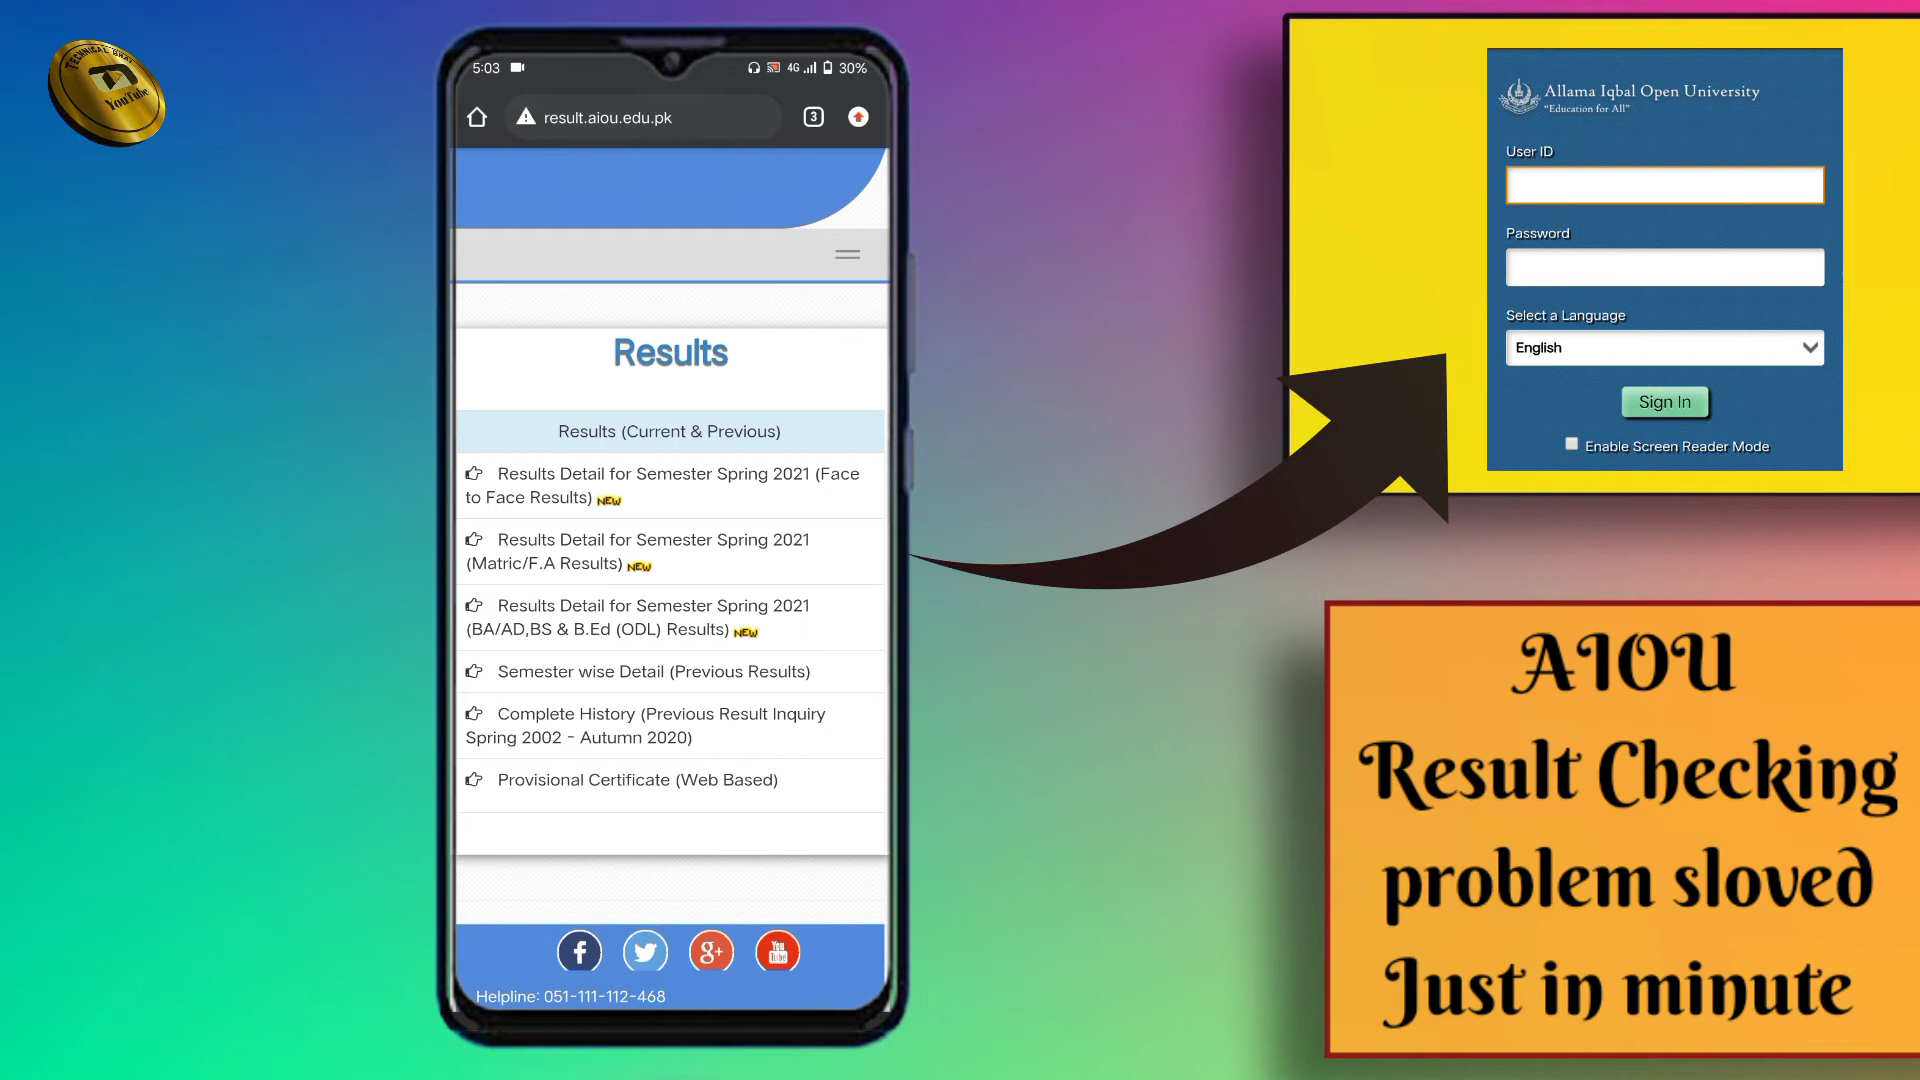 TECHNICAL BHAT
YouTube
5:03
4G
30%
result.aiou.edu.pk
3
Results
Results (Current & Previous)
Results Detail for Semester Spring 2021 (Face
to Face Results) NEW
Results Detail for Semester Spring 2021
(Matric/F.A Results) NEW
Results Detail for Semester Spring 2021
(BA/AD,BS & B.Ed (ODL) Results) NEW
Semester wise Detail (Previous Results)
Complete History (Previous Result Inquiry
Spring 2002 - Autumn 2020)
Provisional Certificate (Web Based)
f
g+
You
Tube
Helpline: 051-111-112-468
Allama Iqbal Open University
“Education for All”
User ID
Password
Select a Language
English
Sign In
Enable Screen Reader Mode
AIOU
Result Checking
problem sloved
Just in minute